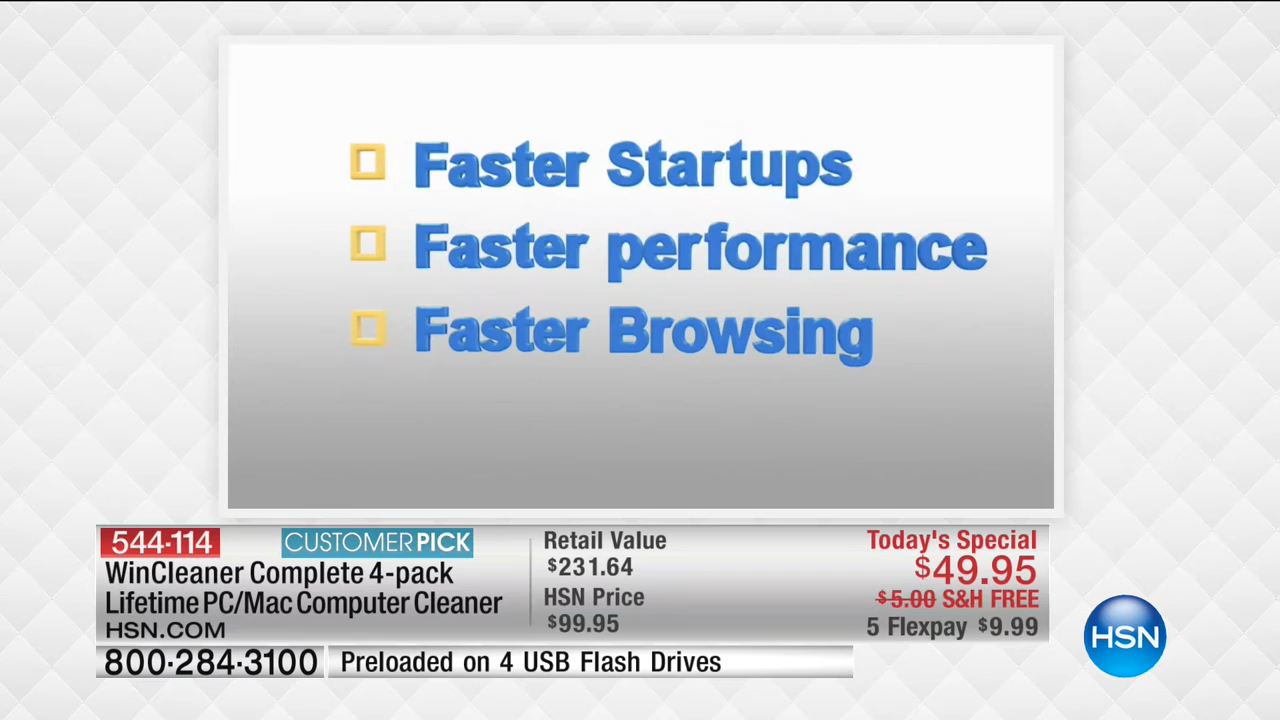 Faster Startups
Faster performance
Faster Browsing
544-114
CUSTOMER PICK
WinCleaner Complete 4-pack
Lifetime PC/Mac Computer Cleaner
HSN.COM
Retail Value
$231.64
HSN Price
$99.95
Today's Special
$49.95
$5.00 S&H FREE
5 Flexpay $9.99
HSN
800-284-3100
Preloaded on 4 USB Flash Drives